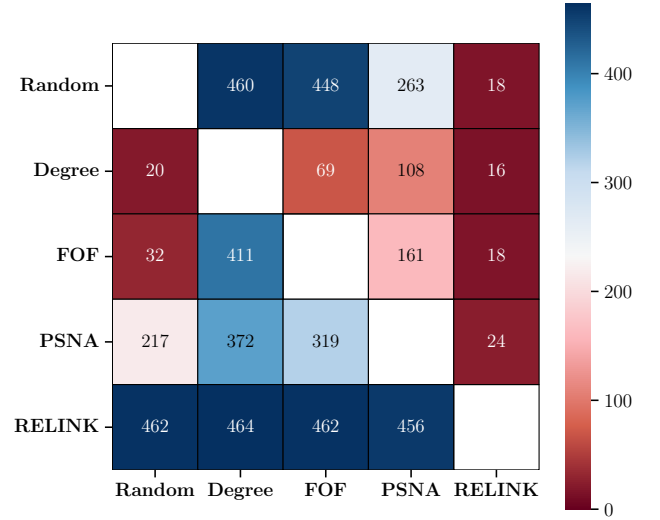 Random 460 448 263 18
Degree 20 69 108 16
FOF 32 411 161 18
PSNA 217 372 319 24
RELINK 462 464 462 456
Random Degree FOF PSNA RELINK
400
300
200
100
0